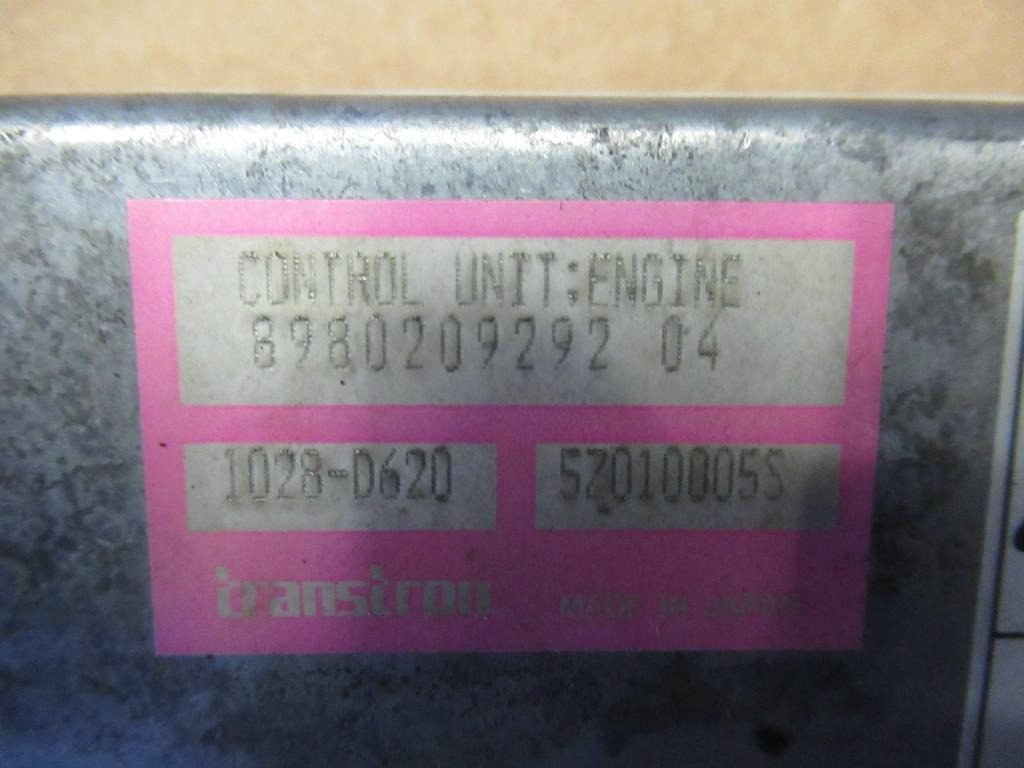 CONTROL UNIT:ENGINE
8980209292 04
1028-D620 5Z010005S
transtron MADE IN JAPAN